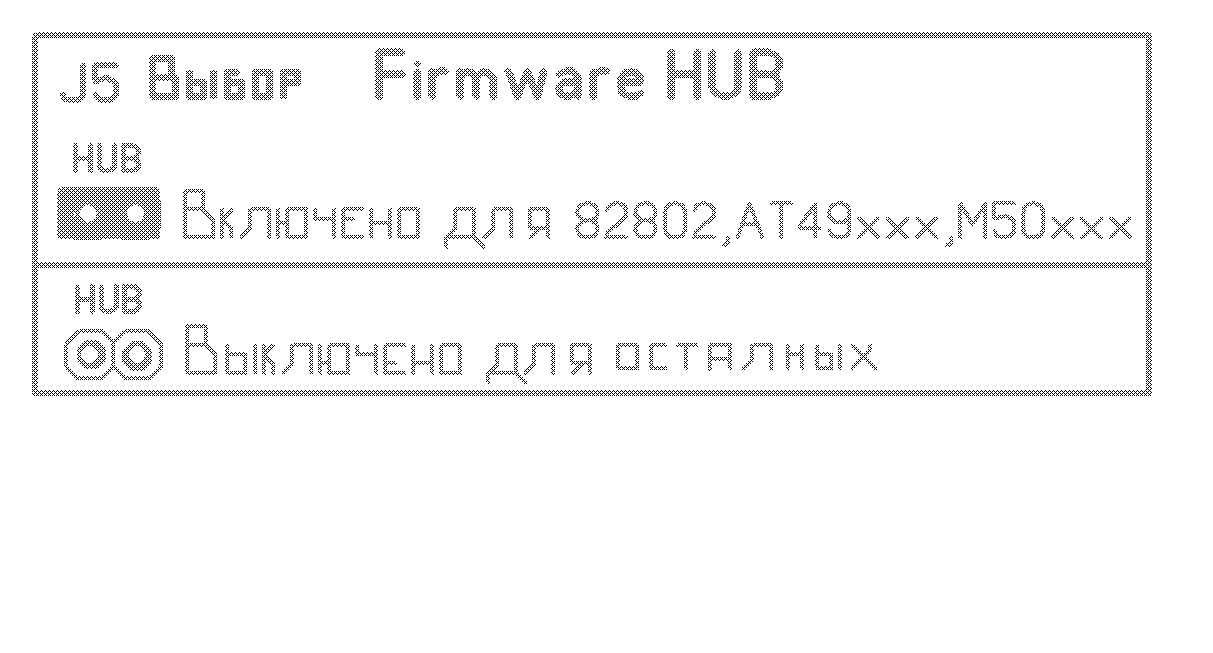 J5 Выбор Firmware HUB
HUB
Включено для 82802,AT49xxx,M50xxx
HUB
Выключено для осталных